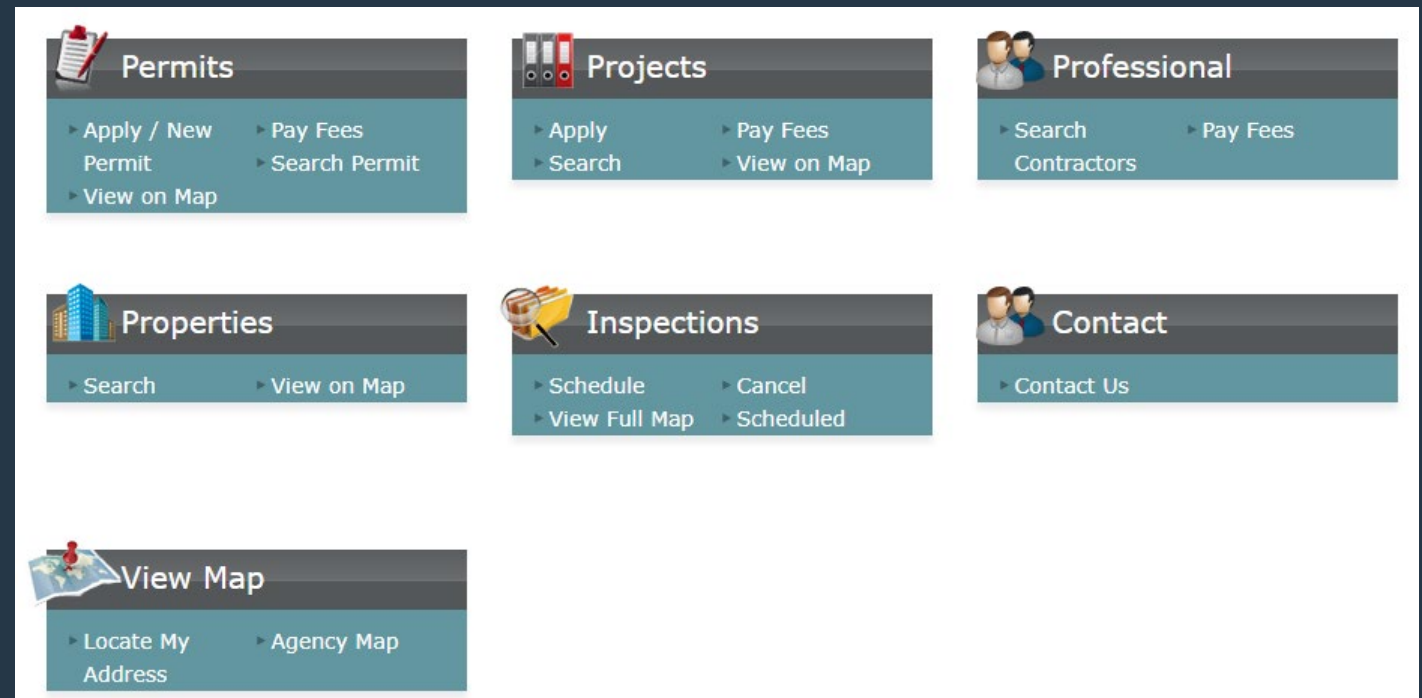 Permits
Apply / New
Permit
View on Map
Pay Fees
Search Permit
Projects
Apply
Search
Pay Fees
View on Map
Professional
Search
Contractors
Pay Fees
Properties
Search
View on Map
Inspections
Schedule
View Full Map
Cancel
Scheduled
Contact
Contact Us
View Map
Locate My
Address
Agency Map